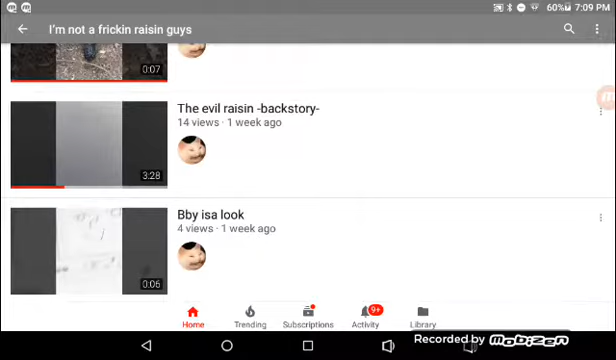 60% 7:09 PM
I'm not a frickin raisin guys
0:07
The evil raisin -backstory-
14 views · 1 week ago
3:28
Bby isa look
4 views · 1 week ago
0:06
9+
Home Trending Subscriptions Activity Library
Recorded by Mobizen